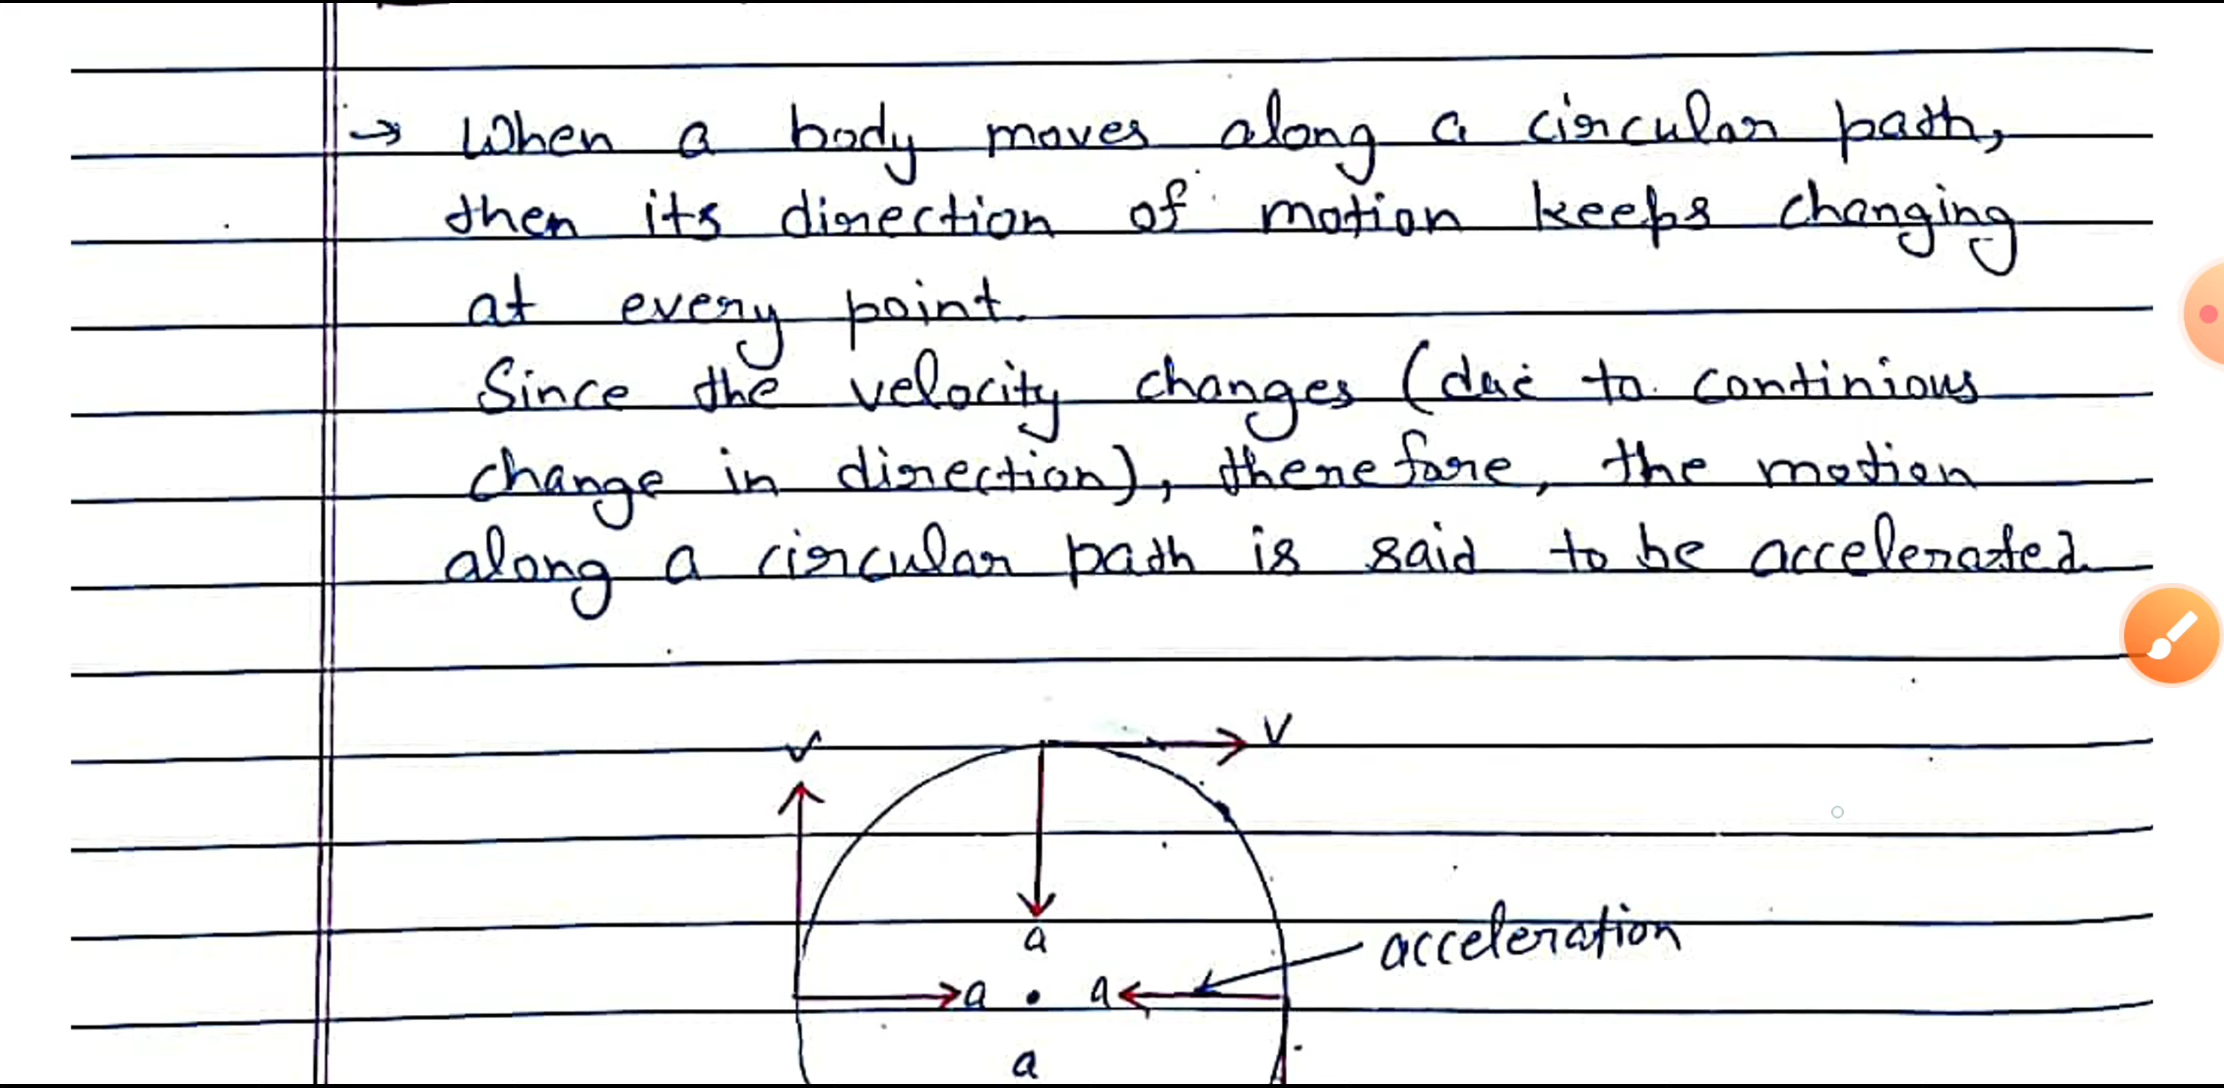 → When a body moves along a circular path,
then its direction of motion keeps changing
at every point.
Since the velocity changes (due to continious
change in direction), therefore, the motion
along a circular path is said to be accelerated.
v
V
a
acceleration
a a
a